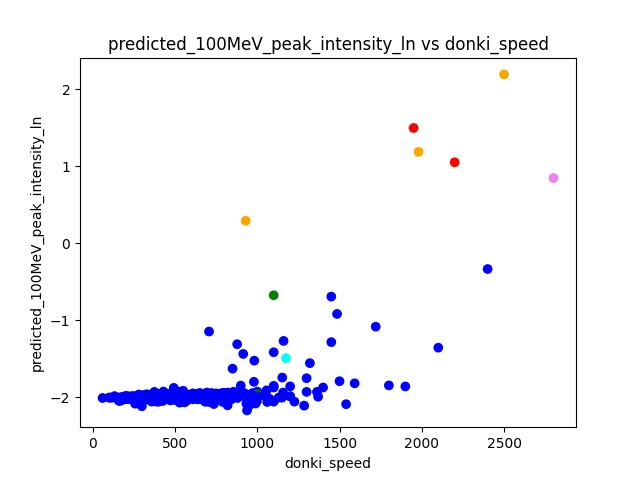 predicted_100MeV_peak_intensity_ln vs donki_speed
predicted_100MeV_peak_intensity_ln
2
1
0
−1
−2
0 500 1000 1500 2000 2500
donki_speed